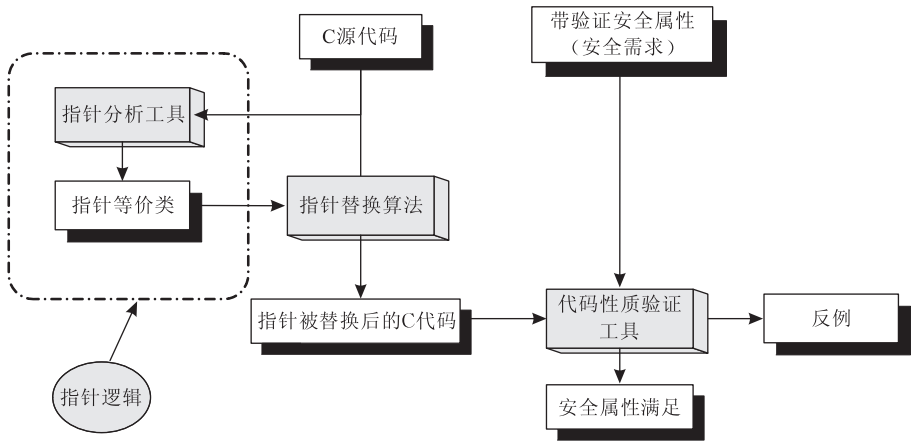 C源代码
带验证安全属性
（安全需求）
指针分析工具
指针等价类
指针替换算法
指针被替换后的C代码
代码性质验证
工具
反例
指针逻辑
安全属性满足